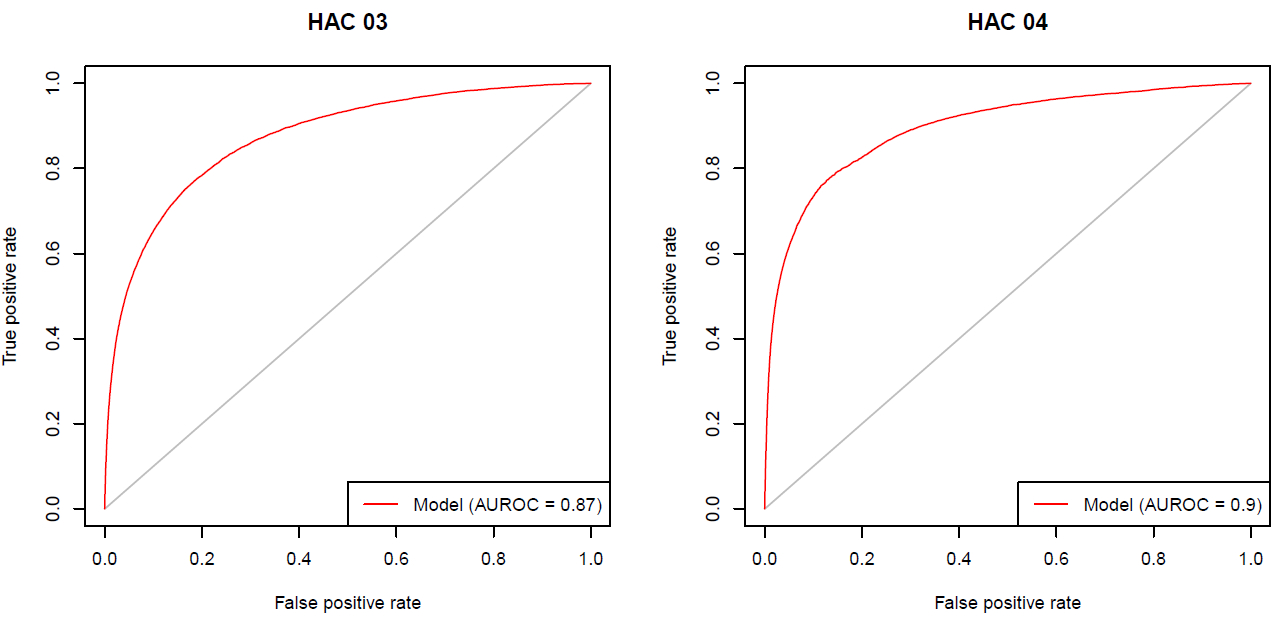 HAC 03
True positive rate
1.0
0.8
0.6
0.4
0.2
0.0
Model (AUROC = 0.87)
0.0 0.2 0.4 0.6 0.8 1.0
False positive rate
HAC 04
True positive rate
1.0
0.8
0.6
0.4
0.2
0.0
Model (AUROC = 0.9)
0.0 0.2 0.4 0.6 0.8 1.0
False positive rate